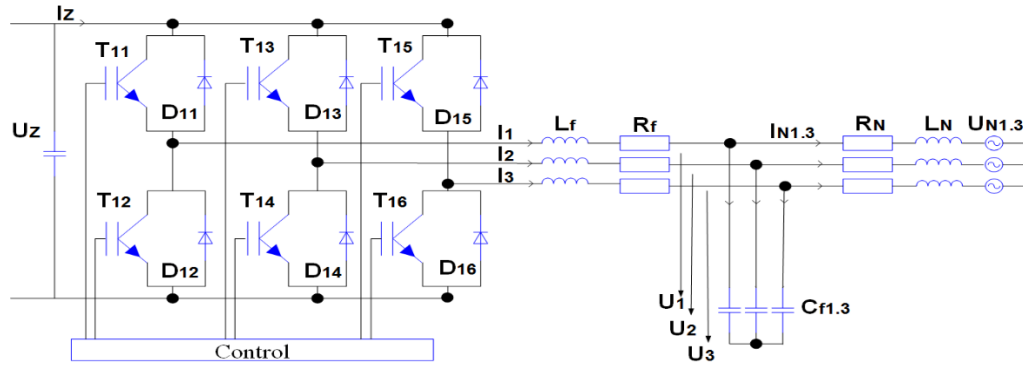 Iz
T11
T13
T15
Uz
D11
D13
D15
I1
Lf
Rf
IN1.3
RN
LN
UN1.3
I2
I3
T12
T14
T16
D12
D14
D16
U1
U2
U3
Cf1.3
Control